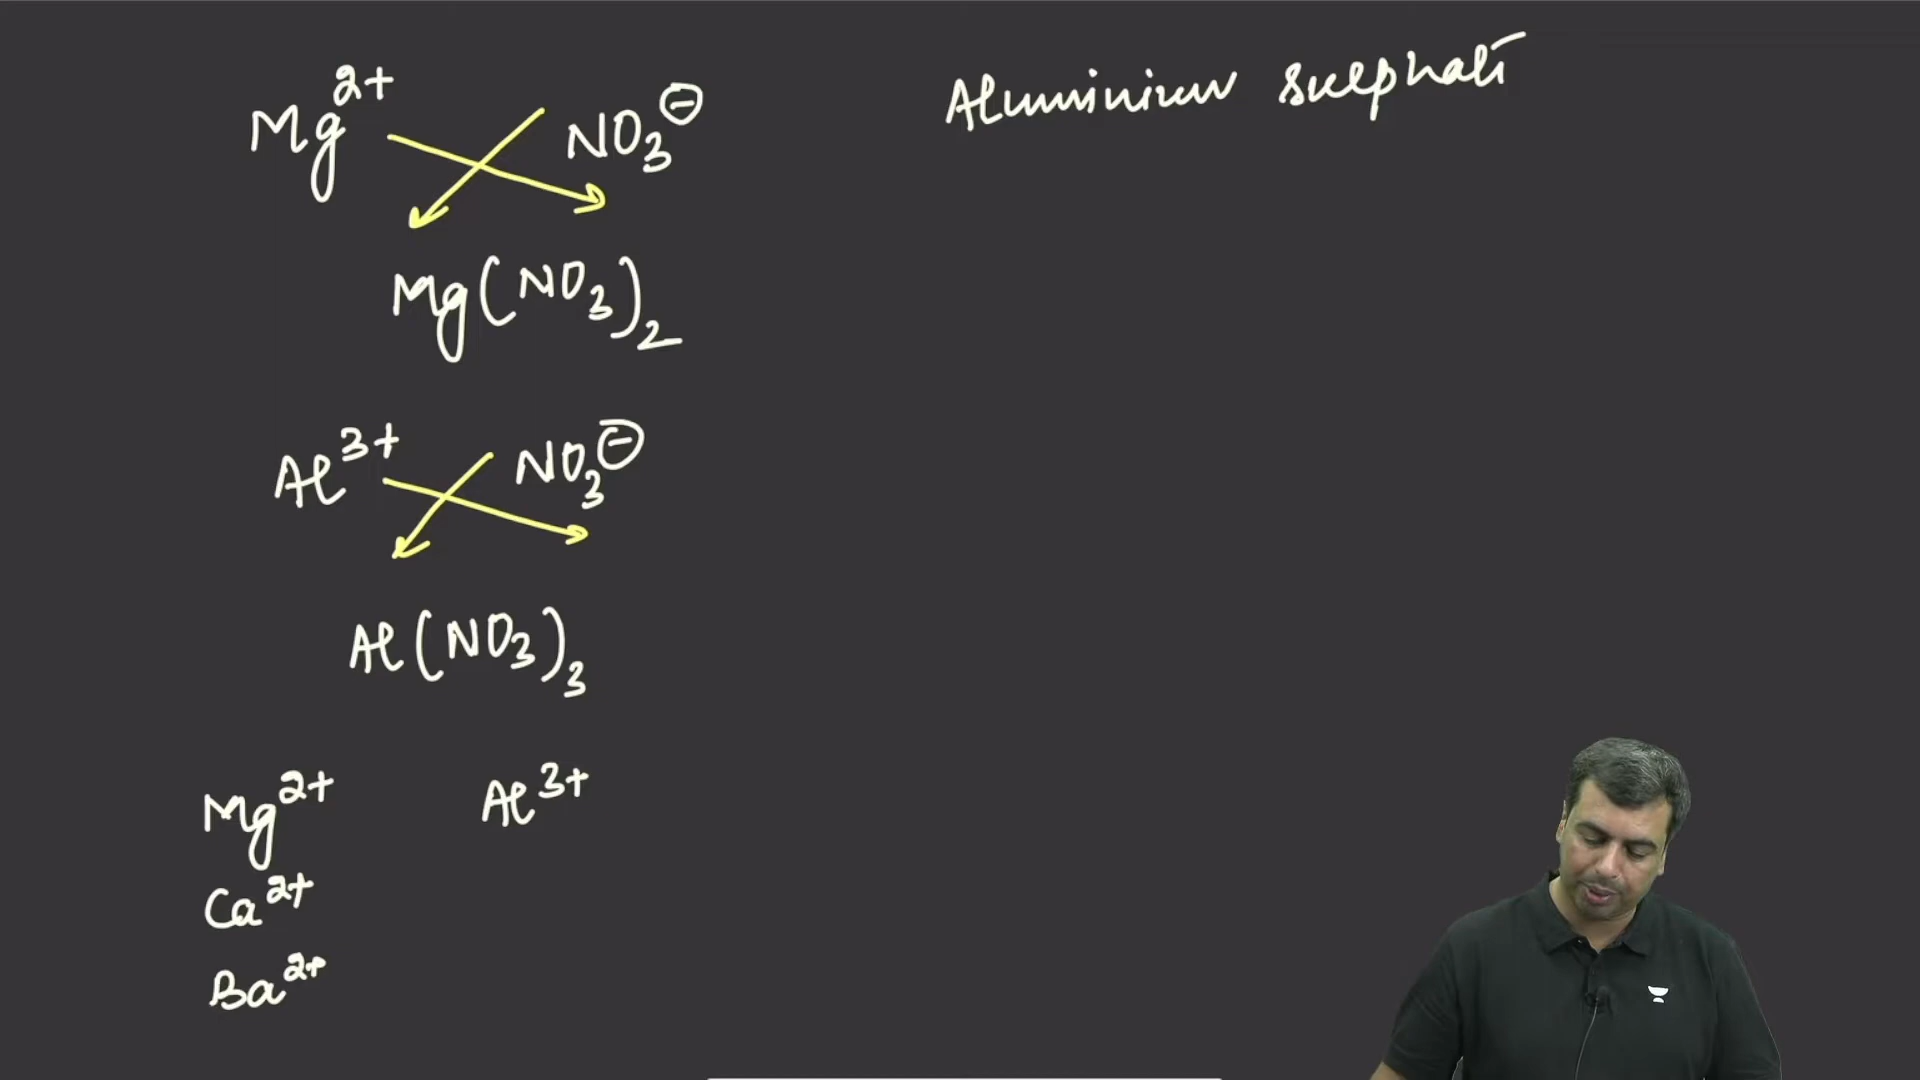 Mg²⁺ NO₃⊖
Mg(NO₃)₂
Al³⁺ NO₃⊖
Al(NO₃)₃
Mg²⁺ Al³⁺
Ca²⁺
Ba²⁺
Aluminium sulphate